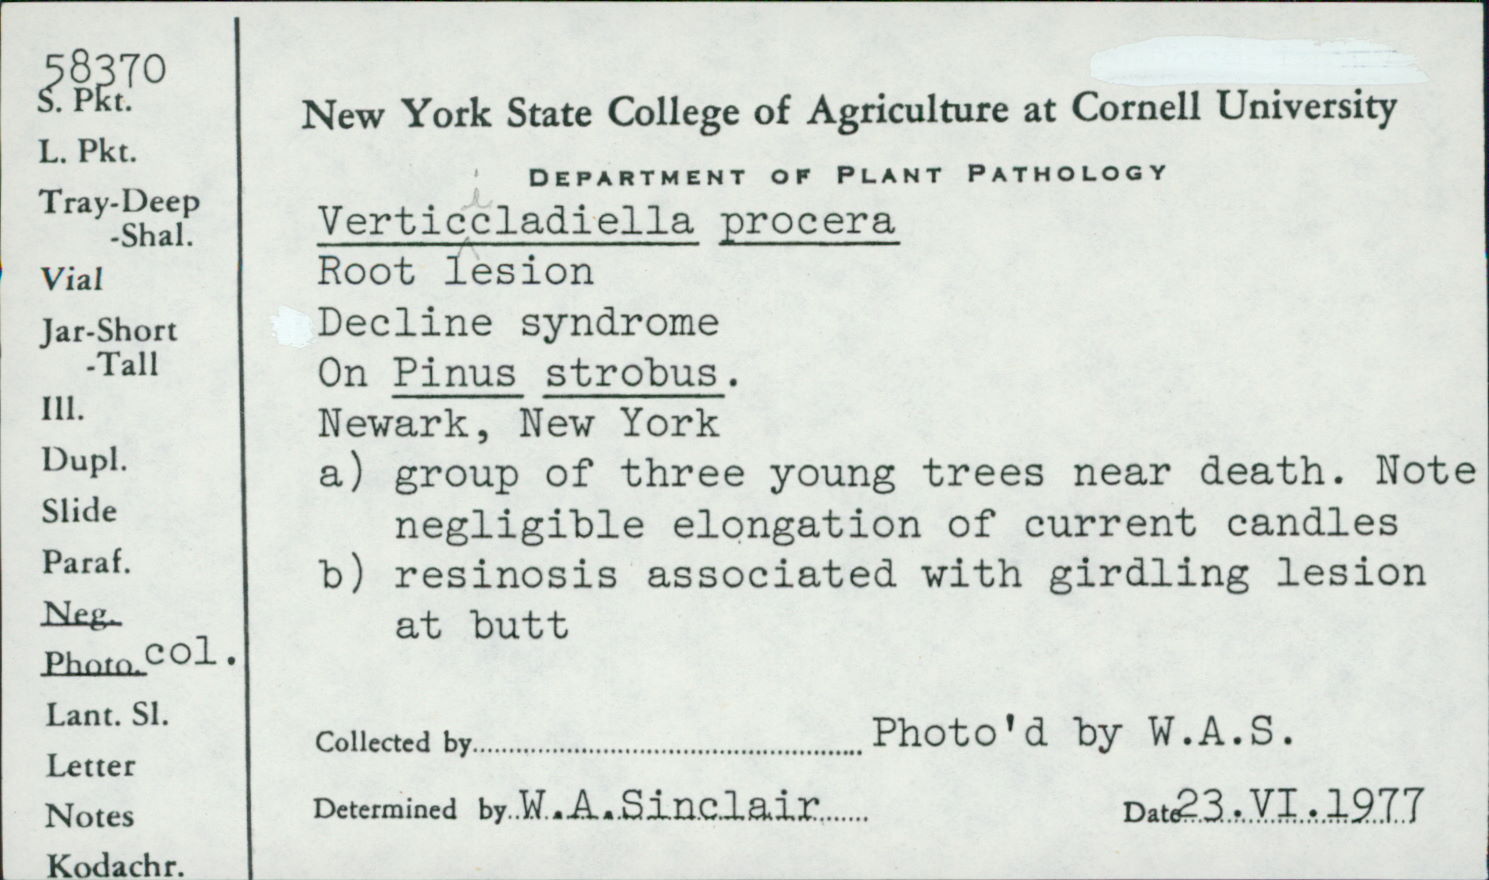 58370
S. Pkt.
L. Pkt.
Tray-Deep
-Shal.
Vial
Jar-Short
-Tall
Ill.
Dupl.
Slide
Paraf.
Neg.
Photo. col.
Lant. Sl.
Letter
Notes
Kodachr.
New York State College of Agriculture at Cornell University
DEPARTMENT OF PLANT PATHOLOGY
i
Verticcladiella procera
Root lesion
Decline syndrome
On Pinus strobus.
Newark, New York
a) group of three young trees near death. Note
negligible elongation of current candles
b) resinosis associated with girdling lesion
at butt
Collected by Photo'd by W.A.S.
Determined by W.A.Sinclair Date 23.VI.1977